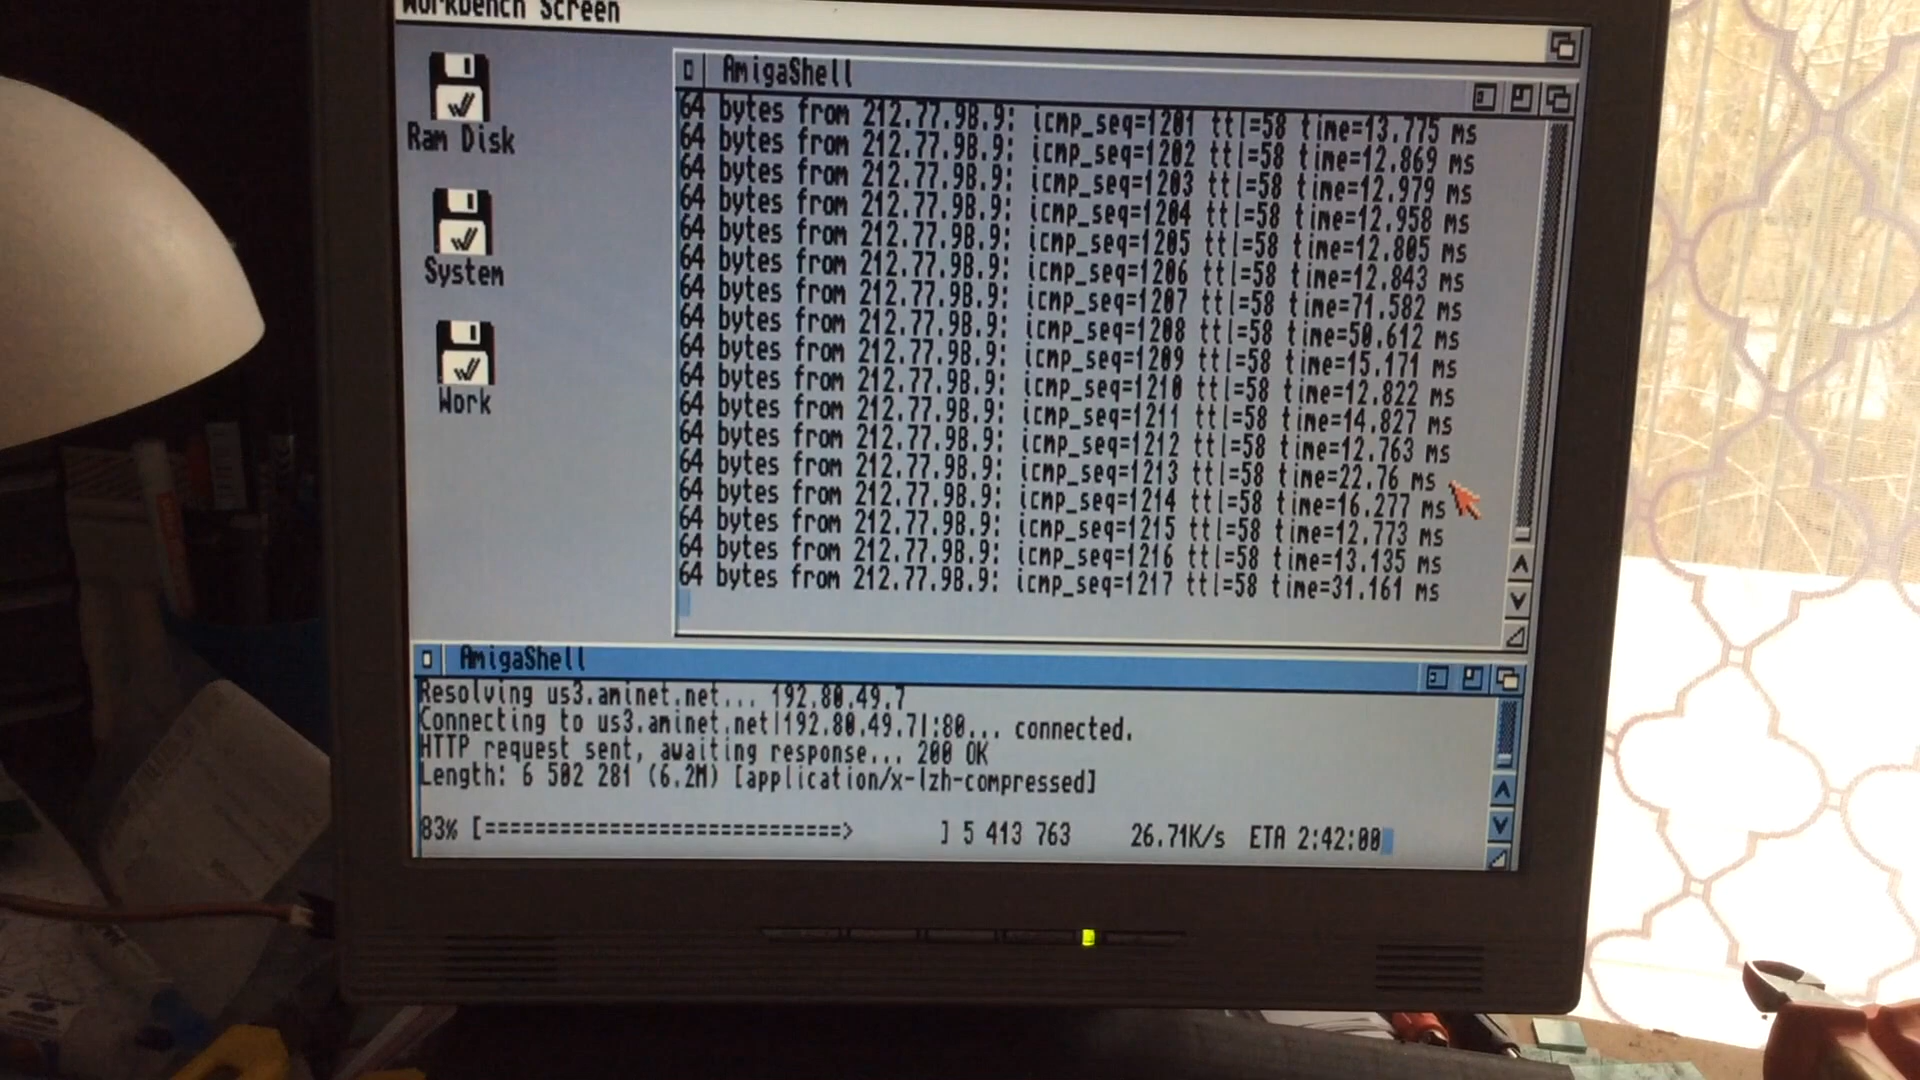 Workbench Screen
Ram Disk
System
Work
AmigaShell
64 bytes from 212.77.98.9: icmp_seq=1201 ttl=58 time=13.775 ms
64 bytes from 212.77.98.9: icmp_seq=1202 ttl=58 time=12.869 ms
64 bytes from 212.77.98.9: icmp_seq=1203 ttl=58 time=12.979 ms
64 bytes from 212.77.98.9: icmp_seq=1204 ttl=58 time=12.958 ms
64 bytes from 212.77.98.9: icmp_seq=1205 ttl=58 time=12.805 ms
64 bytes from 212.77.98.9: icmp_seq=1206 ttl=58 time=12.843 ms
64 bytes from 212.77.98.9: icmp_seq=1207 ttl=58 time=71.582 ms
64 bytes from 212.77.98.9: icmp_seq=1208 ttl=58 time=50.612 ms
64 bytes from 212.77.98.9: icmp_seq=1209 ttl=58 time=15.171 ms
64 bytes from 212.77.98.9: icmp_seq=1210 ttl=58 time=12.822 ms
64 bytes from 212.77.98.9: icmp_seq=1211 ttl=58 time=14.827 ms
64 bytes from 212.77.98.9: icmp_seq=1212 ttl=58 time=12.763 ms
64 bytes from 212.77.98.9: icmp_seq=1213 ttl=58 time=22.76 ms
64 bytes from 212.77.98.9: icmp_seq=1214 ttl=58 time=16.277 ms
64 bytes from 212.77.98.9: icmp_seq=1215 ttl=58 time=12.773 ms
64 bytes from 212.77.98.9: icmp_seq=1216 ttl=58 time=13.135 ms
64 bytes from 212.77.98.9: icmp_seq=1217 ttl=58 time=31.161 ms
AmigaShell
Resolving us3.aminet.net... 192.80.49.7
Connecting to us3.aminet.net|192.80.49.7|:80... connected.
HTTP request sent, awaiting response... 200 OK
Length: 6 502 281 (6.2M) [application/x-lzh-compressed]
83% [============================> ] 5 413 763 26.71K/s ETA 2:42:00